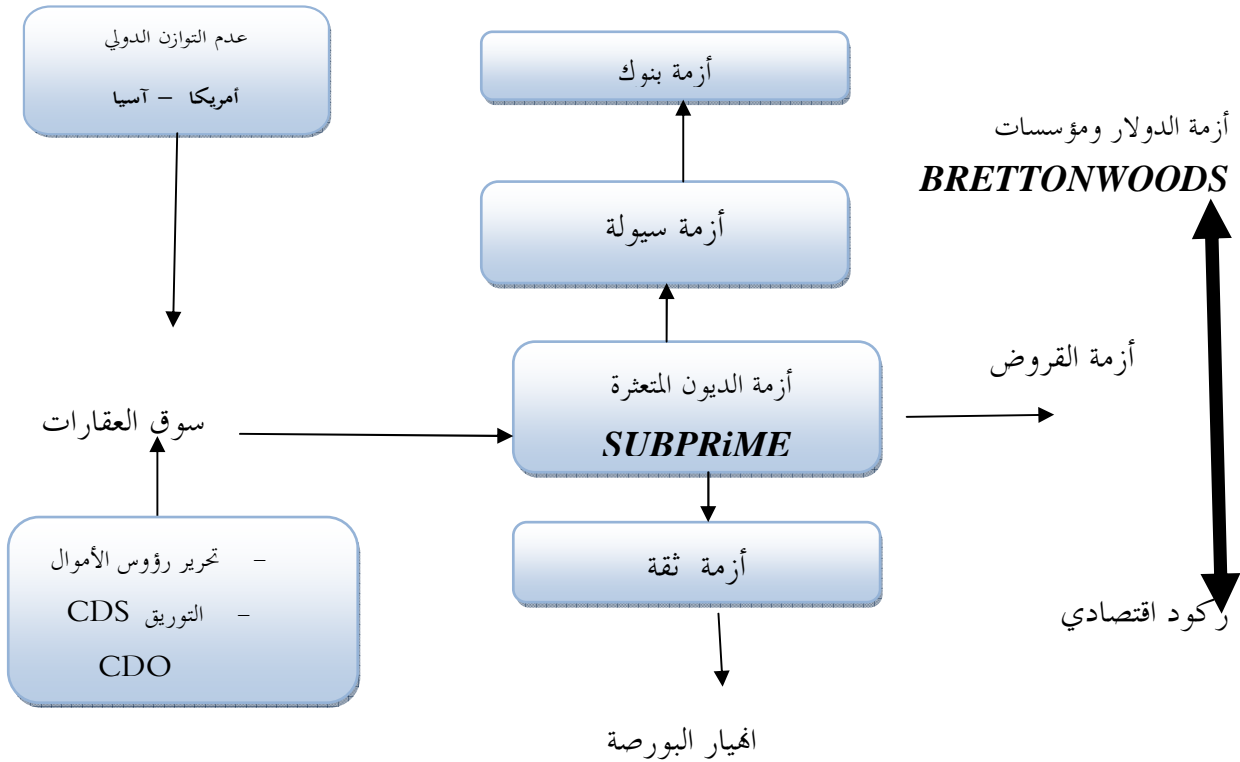 عدم التوازن الدولي
أمريكا – آسيا
أزمة بنوك
أزمة الدولار ومؤسسات
BRETTONWOODS
أزمة سيولة
أزمة القروض
أزمة الديون المتعثرة
SUBPRiME
سوق العقارات
– تحرير رؤوس الأموال
– التوريق CDS
CDO
أزمة ثقة
ركود اقتصادي
انهيار البورصة